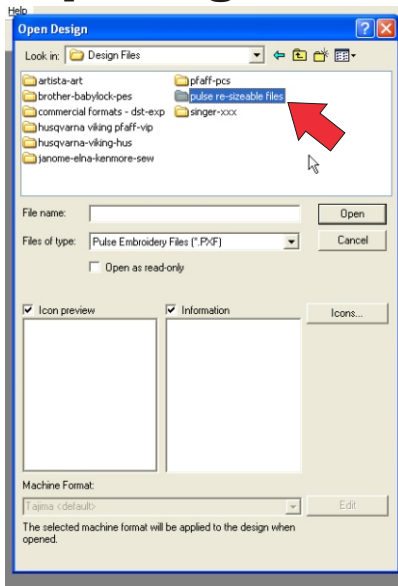 Help
Open Design
Look in: Design Files
artista-art
brother-babylock-pes
commercial formats - dst-exp
husqvarna viking pfaff-vip
husqvarna-viking-hus
janome-elna-kenmore-sew
pfaff-pcs
pulse re-sizeable files
singer-xxx
File name:
Open
Files of type: Pulse Embroidery Files (*.PXF)
Cancel
Open as read-only
Icon preview
Information
Icons...
Machine Format:
Tajima <default>
Edit
The selected machine format will be applied to the design when
opened.